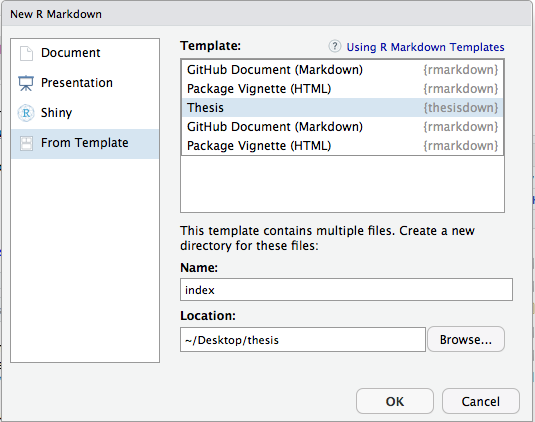 New R Markdown
Document
Presentation
R Shiny
From Template
Template:
? Using R Markdown Templates
GitHub Document (Markdown) {rmarkdown}
Package Vignette (HTML) {rmarkdown}
Thesis {thesisdown}
GitHub Document (Markdown) {rmarkdown}
Package Vignette (HTML) {rmarkdown}
This template contains multiple files. Create a new
directory for these files:
Name:
index
Location:
~/Desktop/thesis
Browse...
OK
Cancel